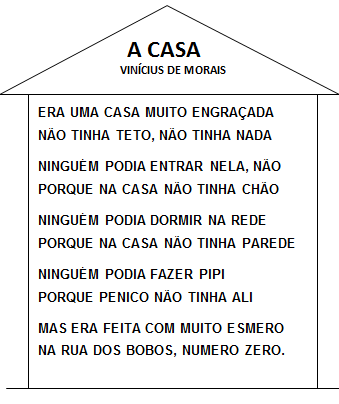 A CASA
VINÍCIUS DE MORAIS
ERA UMA CASA MUITO ENGRAÇADA
NÃO TINHA TETO, NÃO TINHA NADA
NINGUÉM PODIA ENTRAR NELA, NÃO
PORQUE NA CASA NÃO TINHA CHÃO
NINGUÉM PODIA DORMIR NA REDE
PORQUE NA CASA NÃO TINHA PAREDE
NINGUÉM PODIA FAZER PIPI
PORQUE PENICO NÃO TINHA ALI
MAS ERA FEITA COM MUITO ESMERO
NA RUA DOS BOBOS, NUMERO ZERO.